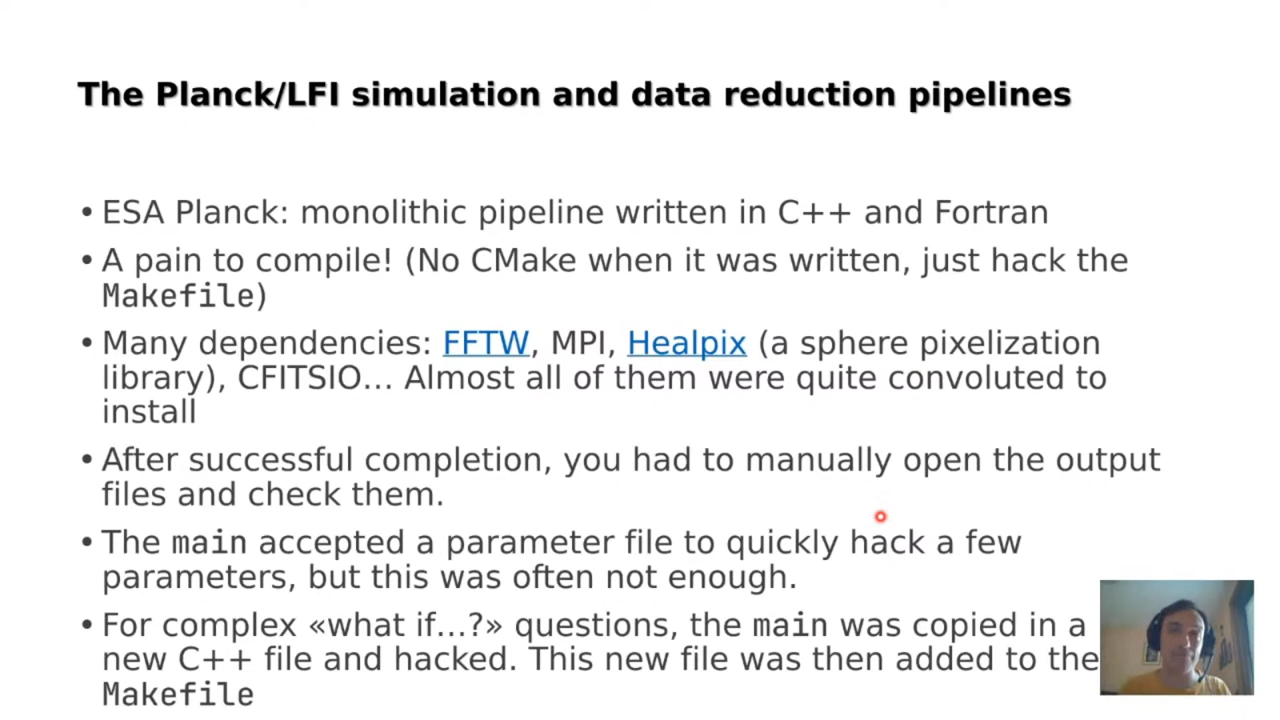 The Planck/LFI simulation and data reduction pipelines
• ESA Planck: monolithic pipeline written in C++ and Fortran
• A pain to compile! (No CMake when it was written, just hack the
Makefile)
• Many dependencies: FFTW, MPI, Healpix (a sphere pixelization
library), CFITSIO… Almost all of them were quite convoluted to
install
• After successful completion, you had to manually open the output
files and check them.
• The main accepted a parameter file to quickly hack a few
parameters, but this was often not enough.
• For complex «what if…?» questions, the main was copied in a
new C++ file and hacked. This new file was then added to the
Makefile